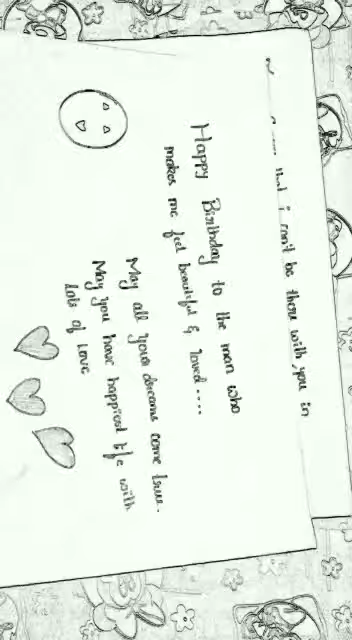 that i can't be there with you in
Happy Birthday to the man who
makes me feel beautiful & loved....
May all your dreams come true.
May you have happiest life with
Lots of Love